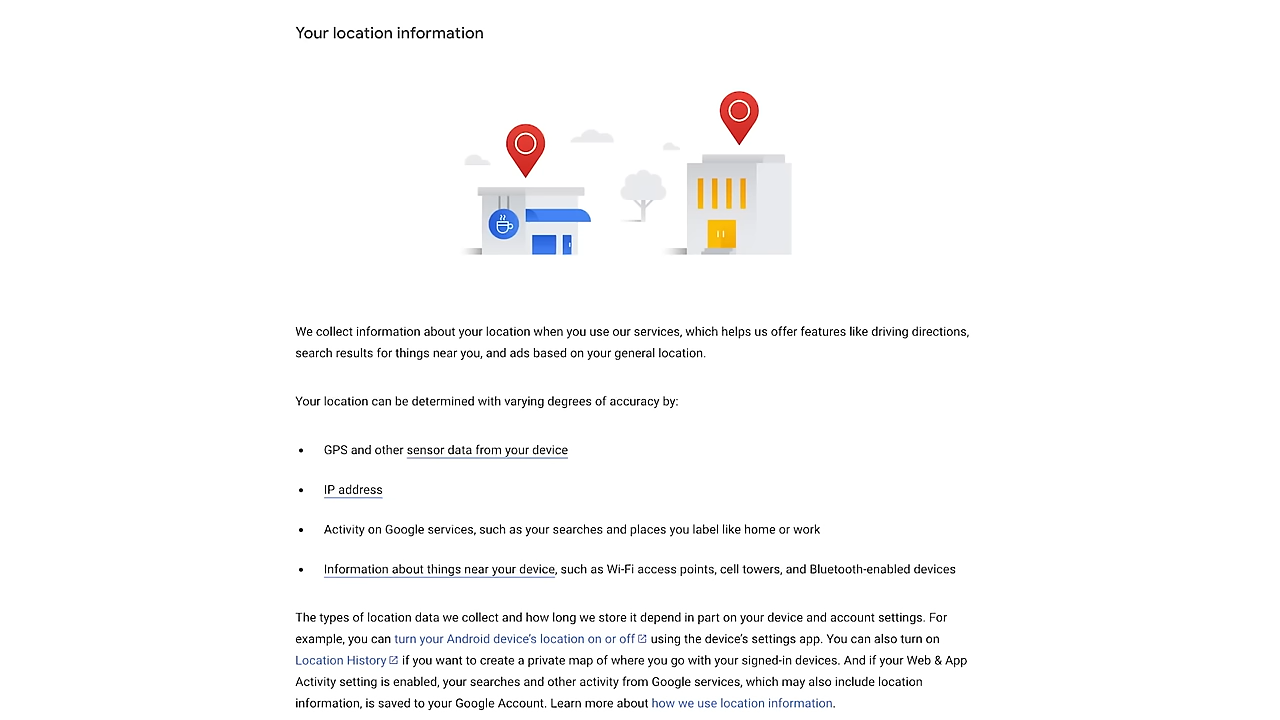 Your location information
We collect information about your location when you use our services, which helps us offer features like driving directions,
search results for things near you, and ads based on your general location.
Your location can be determined with varying degrees of accuracy by:
• GPS and other sensor data from your device
• IP address
• Activity on Google services, such as your searches and places you label like home or work
• Information about things near your device, such as Wi-Fi access points, cell towers, and Bluetooth-enabled devices
The types of location data we collect and how long we store it depend in part on your device and account settings. For
example, you can turn your Android device's location on or off using the device's settings app. You can also turn on
Location History if you want to create a private map of where you go with your signed-in devices. And if your Web & App
Activity setting is enabled, your searches and other activity from Google services, which may also include location
information, is saved to your Google Account. Learn more about how we use location information.